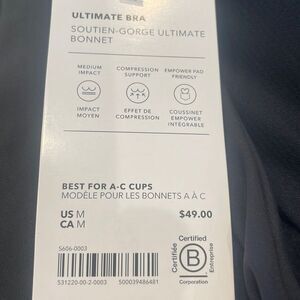 ULTIMATE BRA
SOUTIEN-GORGE ULTIMATE
BONNET
MEDIUM
IMPACT
COMPRESSION
SUPPORT
EMPOWER PAD
FRIENDLY
IMPACT
MOYEN
EFFET DE
COMPRESSION
COUSSINET
EMPOWER
INTÉGRABLE
BEST FOR A-C CUPS
MODÈLE POUR LES BONNETS A À C
US M
CA M
$49.00
S606-0003
531220-00-2-0003
500039486481
Certified
Certifiée
B
Entreprise
Corporation